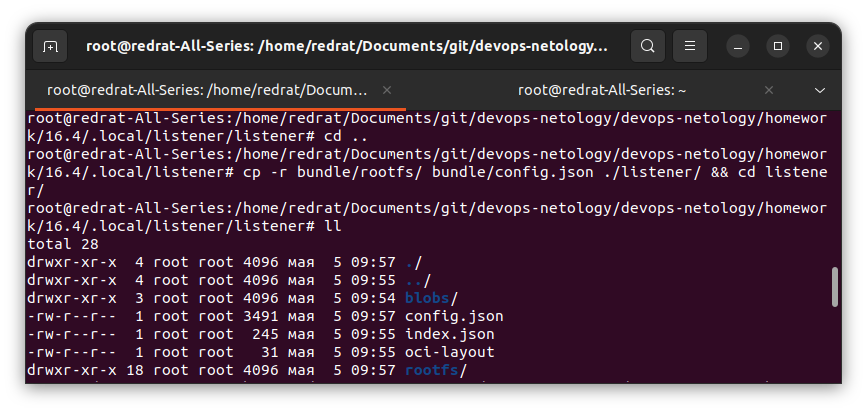 root@redrat-All-Series: /home/redrat/Documents/git/devops-netology...
root@redrat-All-Series: /home/redrat/Docum...
root@redrat-All-Series: ~
root@redrat-All-Series:/home/redrat/Documents/git/devops-netology/devops-netology/homewor
k/16.4/.local/listener/listener# cd ..
root@redrat-All-Series:/home/redrat/Documents/git/devops-netology/devops-netology/homewor
k/16.4/.local/listener# cp -r bundle/rootfs/ bundle/config.json ./listener/ && cd listene
r/
root@redrat-All-Series:/home/redrat/Documents/git/devops-netology/devops-netology/homewor
k/16.4/.local/listener/listener# ll
total 28
drwxr-xr-x  4 root root 4096 мая  5 09:57 ./
drwxr-xr-x  4 root root 4096 мая  5 09:55 ../
drwxr-xr-x  3 root root 4096 мая  5 09:54 blobs/
-rw-r--r--  1 root root 3491 мая  5 09:57 config.json
-rw-r--r--  1 root root  245 мая  5 09:55 index.json
-rw-r--r--  1 root root   31 мая  5 09:55 oci-layout
drwxr-xr-x 18 root root 4096 мая  5 09:57 rootfs/